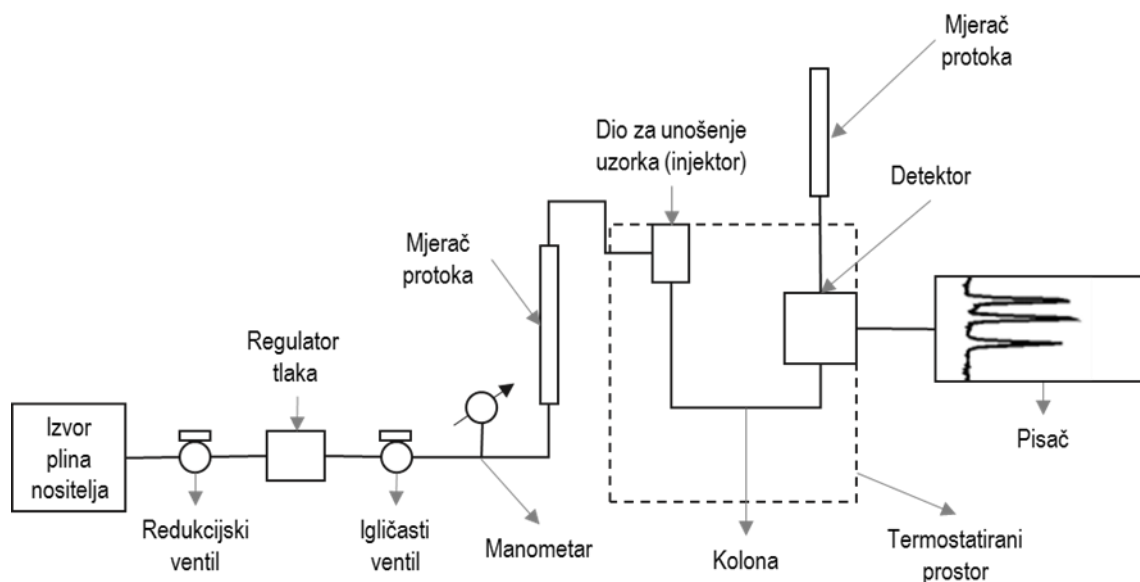 Mjerač
protoka
Dio za unošenje
uzorka (injektor)
Detektor
Mjerač
protoka
Regulator
tlaka
Izvor
plina
nositelja
Pisač
Redukcijski
ventil
Igličasti
ventil
Manometar
Kolona
Termostatirani
prostor